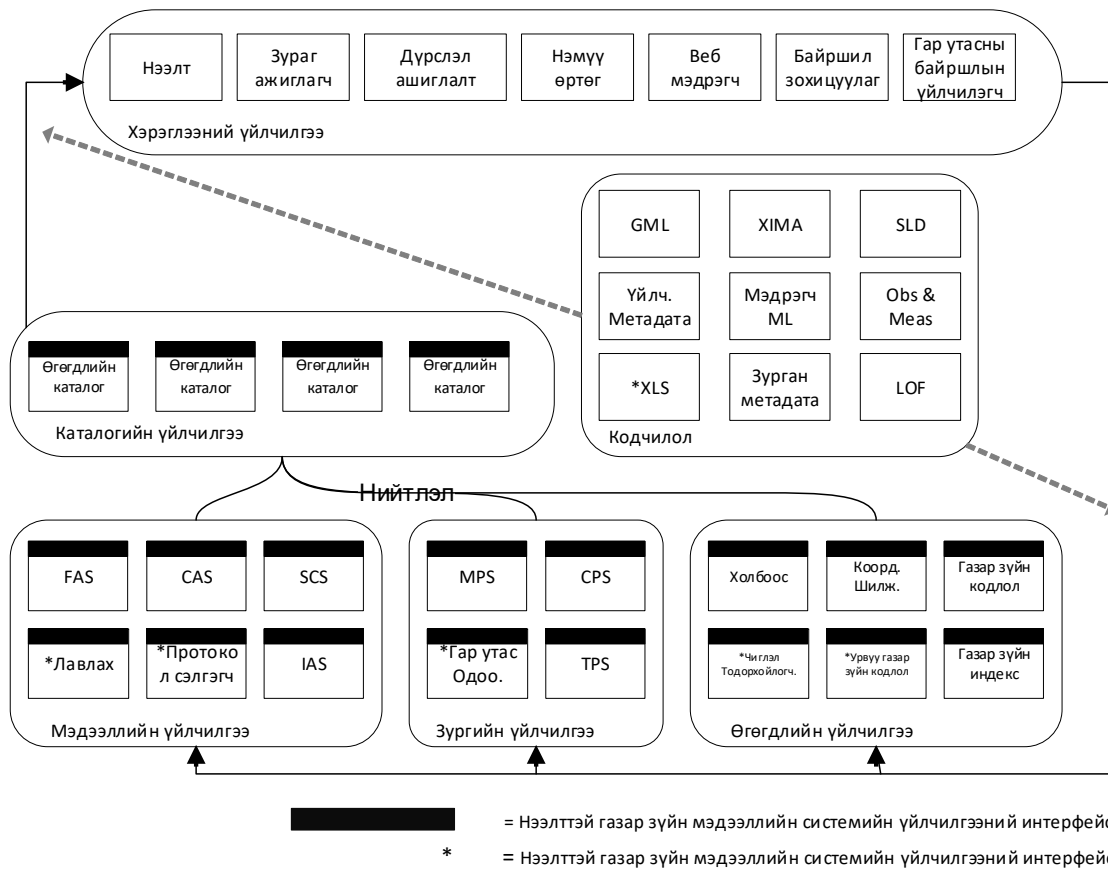 Нээлт
Зураг
ажиглагч
Дүрслэл
ашиглалт
Нэмүү
өртөг
Веб
мэдрэгч
Байршил
зохицуулаг
Гар утасны
байршлын
үйлчилэгч
Хэрэглээний үйлчилгээ
GML
XIMA
SLD
Үйлч.
Метадата
Мэдрэгч
ML
Obs &
Meas
*XLS
Зурган
метадата
LOF
Кодчилол
Өгөгдлийн
каталог
Өгөгдлийн
каталог
Өгөгдлийн
каталог
Өгөгдлийн
каталог
Каталогийн үйлчилгээ
Нийтлэл
FAS
CAS
SCS
*Лавлах
*Протоко
л сэлгэгч
IAS
Мэдээллийн үйлчилгээ
MPS
CPS
*Гар утас
Одоо.
TPS
Зургийн үйлчилгээ
Холбоос
Коорд.
Шилж.
Газар зүйн
кодлол
*Чиглэл
Тодорхойлогч.
*Урвуу газар
зүйн кодлол
Газар зүйн
индекс
Өгөгдлийн үйлчилгээ
= Нээлттэй газар зүйн мэдээллийн системийн үйлчилгээний интерфейс
* = Нээлттэй газар зүйн мэдээллийн системийн үйлчилгээний интерфейс